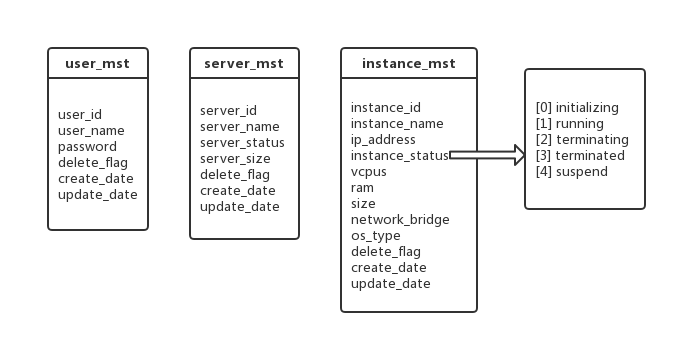 user_mst
user_id
user_name
password
delete_flag
create_date
update_date
server_mst
server_id
server_name
server_status
server_size
delete_flag
create_date
update_date
instance_mst
instance_id
instance_name
ip_address
instance_status
vcpus
ram
size
network_bridge
os_type
delete_flag
create_date
update_date
[0] initializing
[1] running
[2] terminating
[3] terminated
[4] suspend